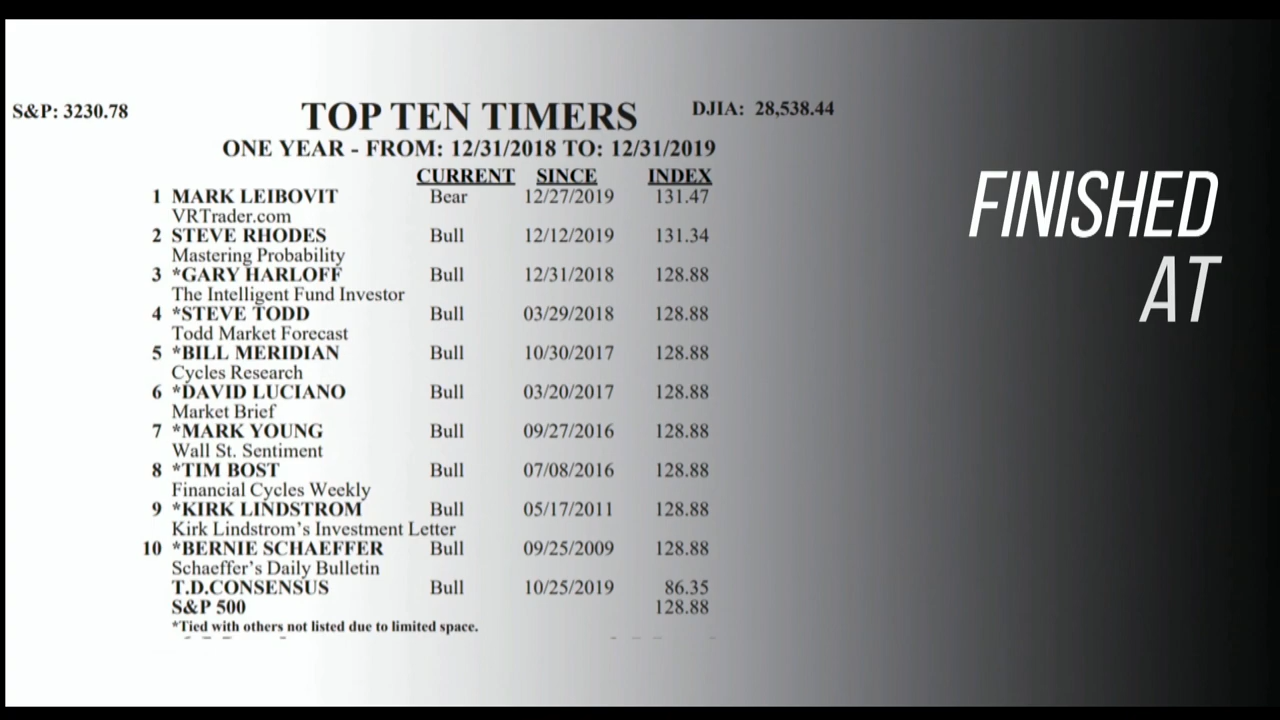 S&P: 3230.78 TOP TEN TIMERS DJIA: 28,538.44
ONE YEAR - FROM: 12/31/2018 TO: 12/31/2019
CURRENT SINCE INDEX
1 MARK LEIBOVIT Bear 12/27/2019 131.47
VRTrader.com
2 STEVE RHODES Bull 12/12/2019 131.34
Mastering Probability
3 *GARY HARLOFF Bull 12/31/2018 128.88
The Intelligent Fund Investor
4 *STEVE TODD Bull 03/29/2018 128.88
Todd Market Forecast
5 *BILL MERIDIAN Bull 10/30/2017 128.88
Cycles Research
6 *DAVID LUCIANO Bull 03/20/2017 128.88
Market Brief
7 *MARK YOUNG Bull 09/27/2016 128.88
Wall St. Sentiment
8 *TIM BOST Bull 07/08/2016 128.88
Financial Cycles Weekly
9 *KIRK LINDSTROM Bull 05/17/2011 128.88
Kirk Lindstrom's Investment Letter
10 *BERNIE SCHAEFFER Bull 09/25/2009 128.88
Schaeffer's Daily Bulletin
T.D.CONSENSUS Bull 10/25/2019 86.35
S&P 500 128.88
*Tied with others not listed due to limited space.
FINISHED
AT